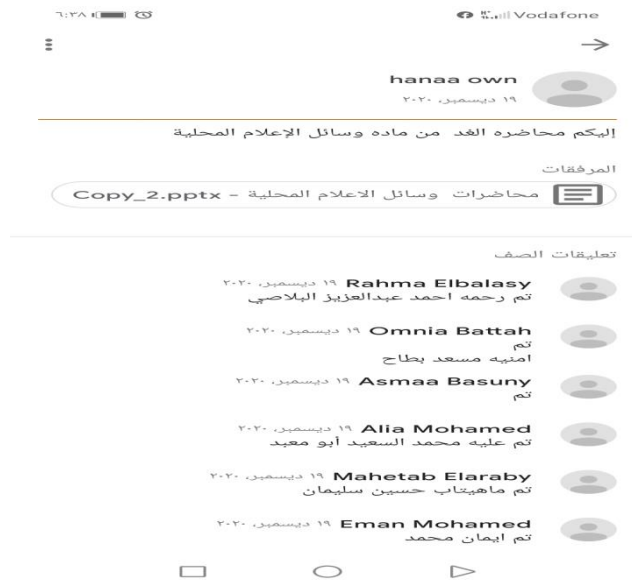 ٦:٣٨
Vodafone
hanaa own
١٩ ديسمبر، ٢٠٢٠
إليكم محاضره الغد من ماده وسائل الإعلام المحلية
المرفقات
محاضرات وسائل الاعلام المحلية - Copy_2.pptx
تعليقات الصف
Rahma Elbalasy ١٩ ديسمبر، ٢٠٢٠
تم رحمه احمد عبدالعزيز البلاصي
Omnia Battah ١٩ ديسمبر، ٢٠٢٠
تم
امنيه مسعد بطاح
Asmaa Basuny ١٩ ديسمبر، ٢٠٢٠
تم
Alia Mohamed ١٩ ديسمبر، ٢٠٢٠
تم عليه محمد السعيد أبو معبد
Mahetab Elaraby ١٩ ديسمبر، ٢٠٢٠
تم ماهيتاب حسين سليمان
Eman Mohamed ١٩ ديسمبر، ٢٠٢٠
تم ايمان محمد